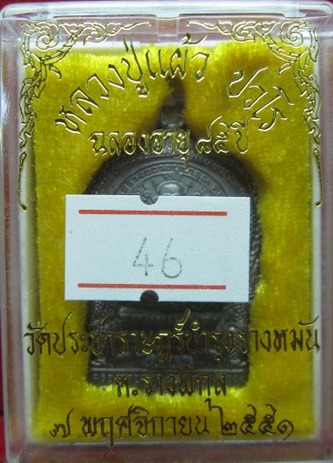 หลวงปู่แผ้ว ปวโร
ฉลองอายุ ๘๕ ปี
46
วัดประชาราษฎร์บำรุงรางหมัน
ต.รางพิกุล
๗ พฤศจิกายน ๒๕๕๑